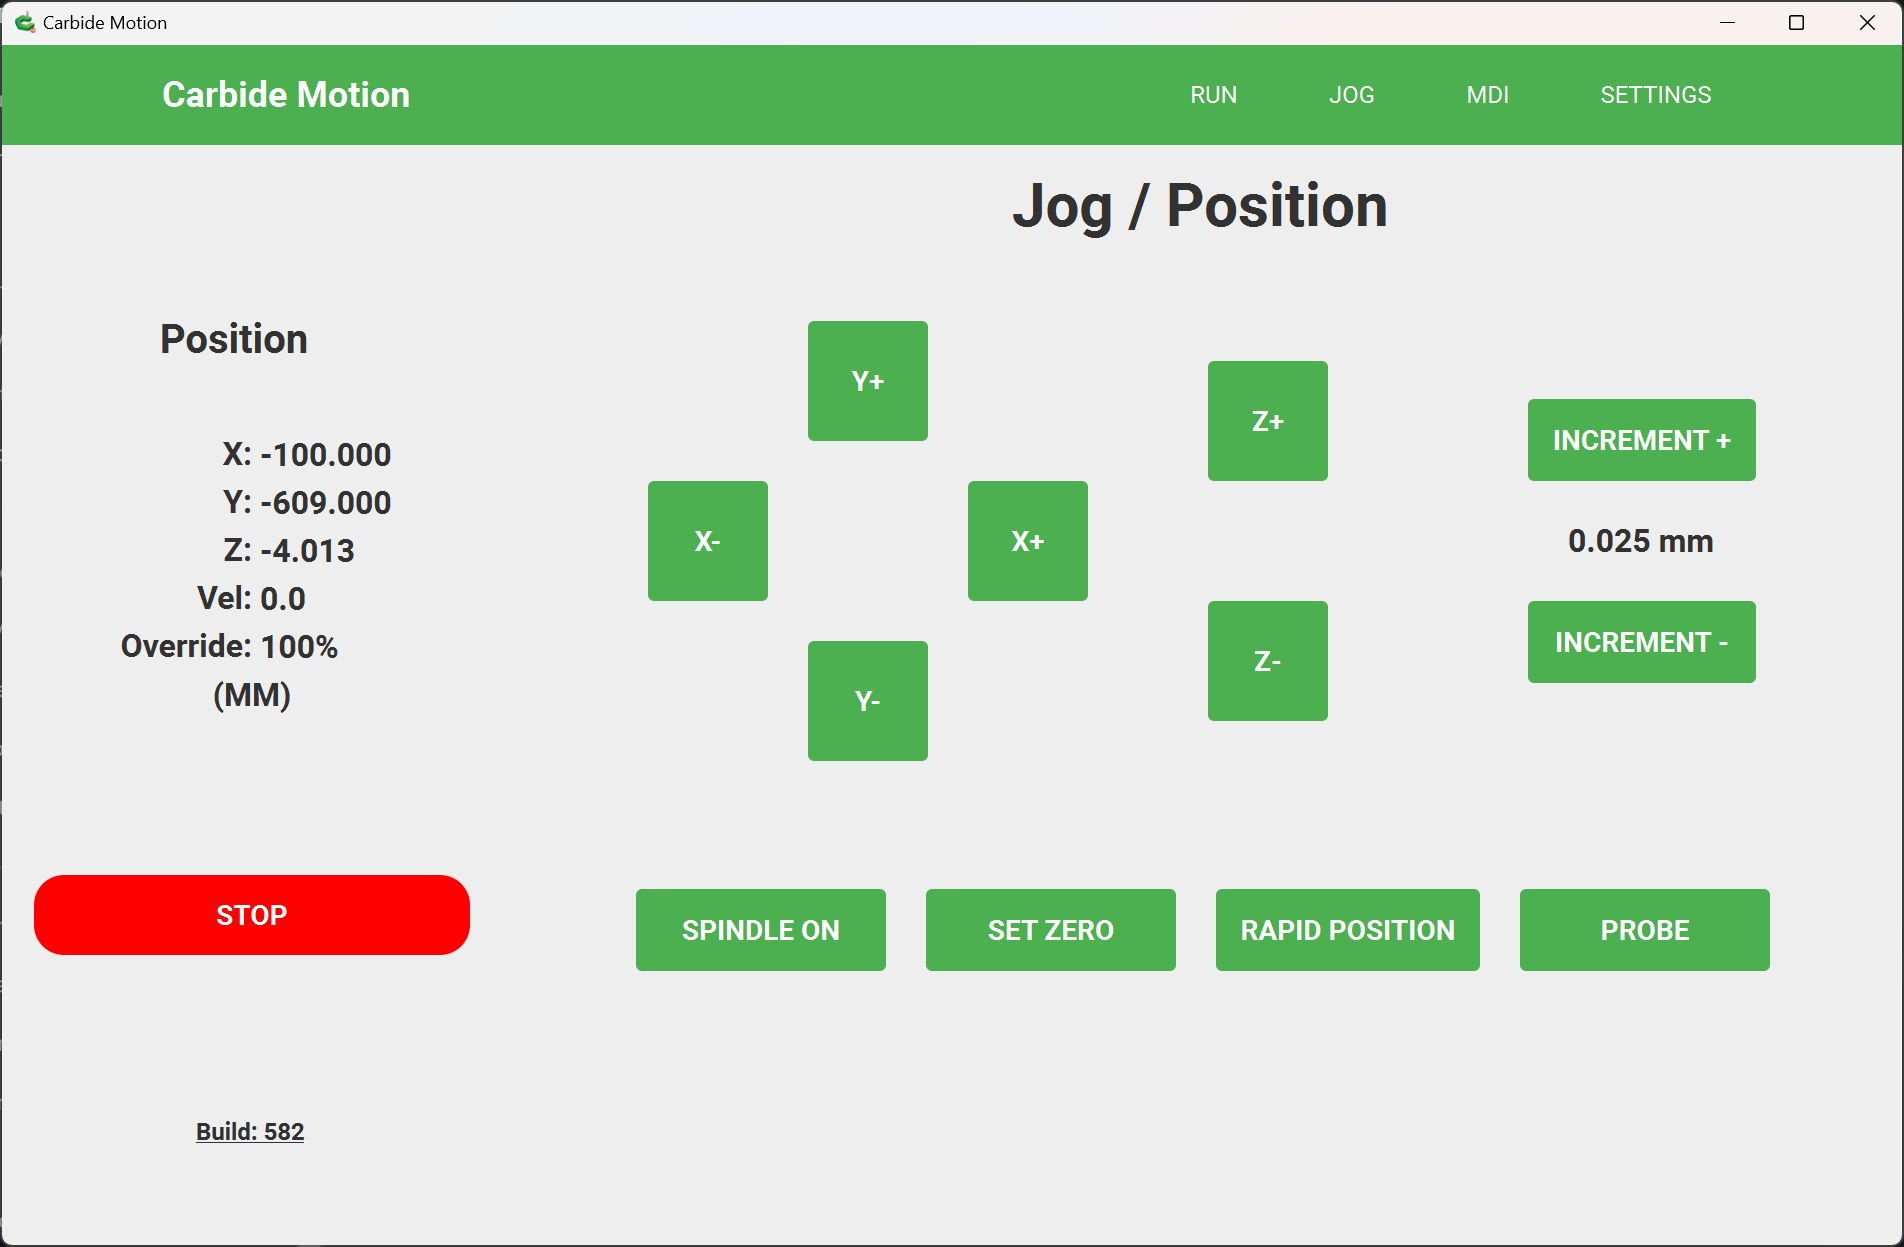 Carbide Motion
Carbide Motion
RUN
JOG
MDI
SETTINGS
Jog / Position
Position
X: -100.000
Y: -609.000
Z: -4.013
Vel: 0.0
Override: 100%
(MM)
Y+
X-
X+
Y-
Z+
Z-
INCREMENT +
0.025 mm
INCREMENT -
STOP
SPINDLE ON
SET ZERO
RAPID POSITION
PROBE
Build: 582